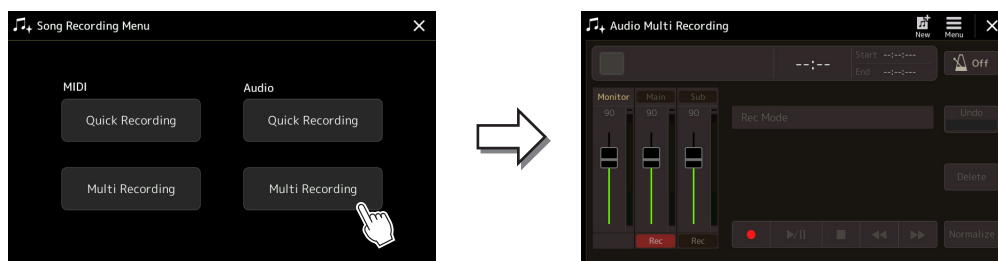 Song Recording Menu
MIDI
Audio
Quick Recording
Quick Recording
Multi Recording
Multi Recording
Audio Multi Recording
New
Menu
--:--
Start --:--:---
End --:--:---
Off
Monitor
Main
Sub
90
90
90
Rec Mode
Undo
Delete
Rec
Rec
Normalize